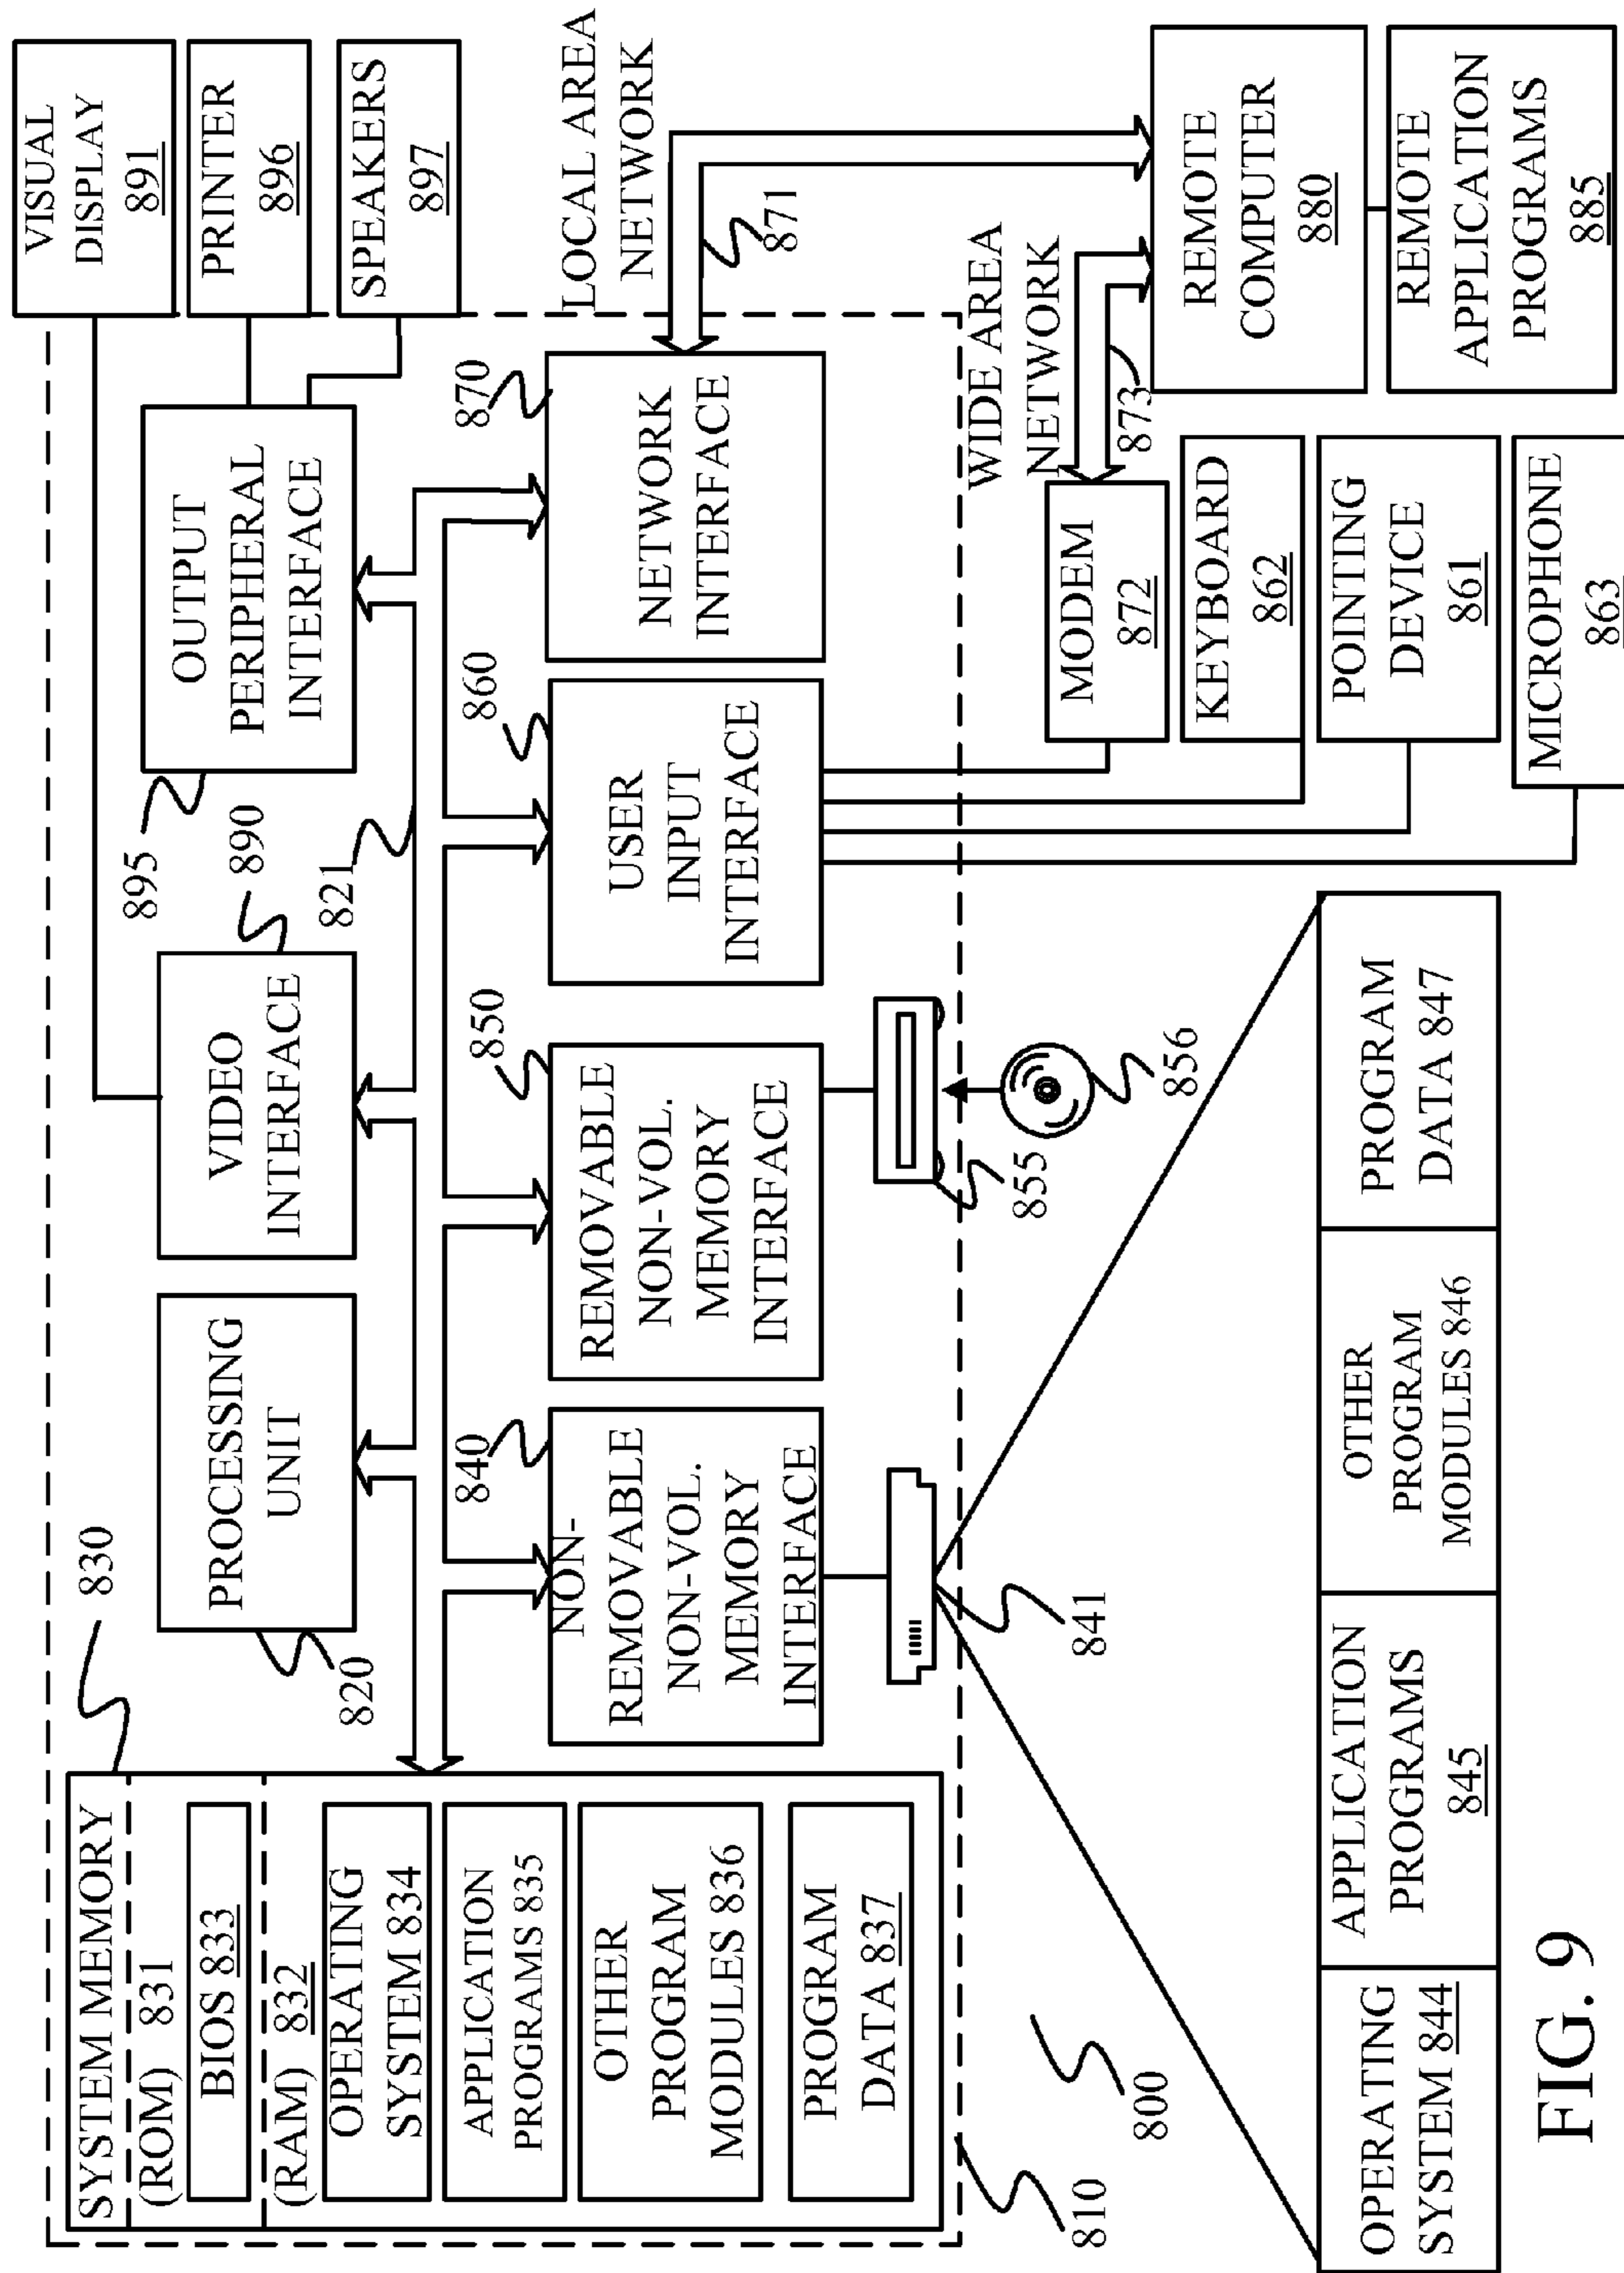 SYSTEM MEMORY
(ROM) 831
BIOS 833
(RAM) 832
OPERATING
SYSTEM 834
APPLICATION
PROGRAMS 835
OTHER
PROGRAM
MODULES 836
PROGRAM
DATA 837
830
PROCESSING
UNIT
820
VIDEO
INTERFACE
890
821
OUTPUT
PERIPHERAL
INTERFACE
895
VISUAL
DISPLAY
891
PRINTER
896
SPEAKERS
897
NON-
REMOVABLE
NON-VOL.
MEMORY
INTERFACE
840
REMOVABLE
NON-VOL.
MEMORY
INTERFACE
850
USER
INPUT
INTERFACE
860
NETWORK
INTERFACE
870
LOCAL AREA
NETWORK
871
810
800
841
855
856
WIDE AREA
NETWORK
873
MODEM
872
KEYBOARD
862
POINTING
DEVICE
861
MICROPHONE
863
REMOTE
COMPUTER
880
REMOTE
APPLICATION
PROGRAMS
885
OPERATING
SYSTEM 844
APPLICATION
PROGRAMS
845
OTHER
PROGRAM
MODULES 846
PROGRAM
DATA 847
FIG. 9